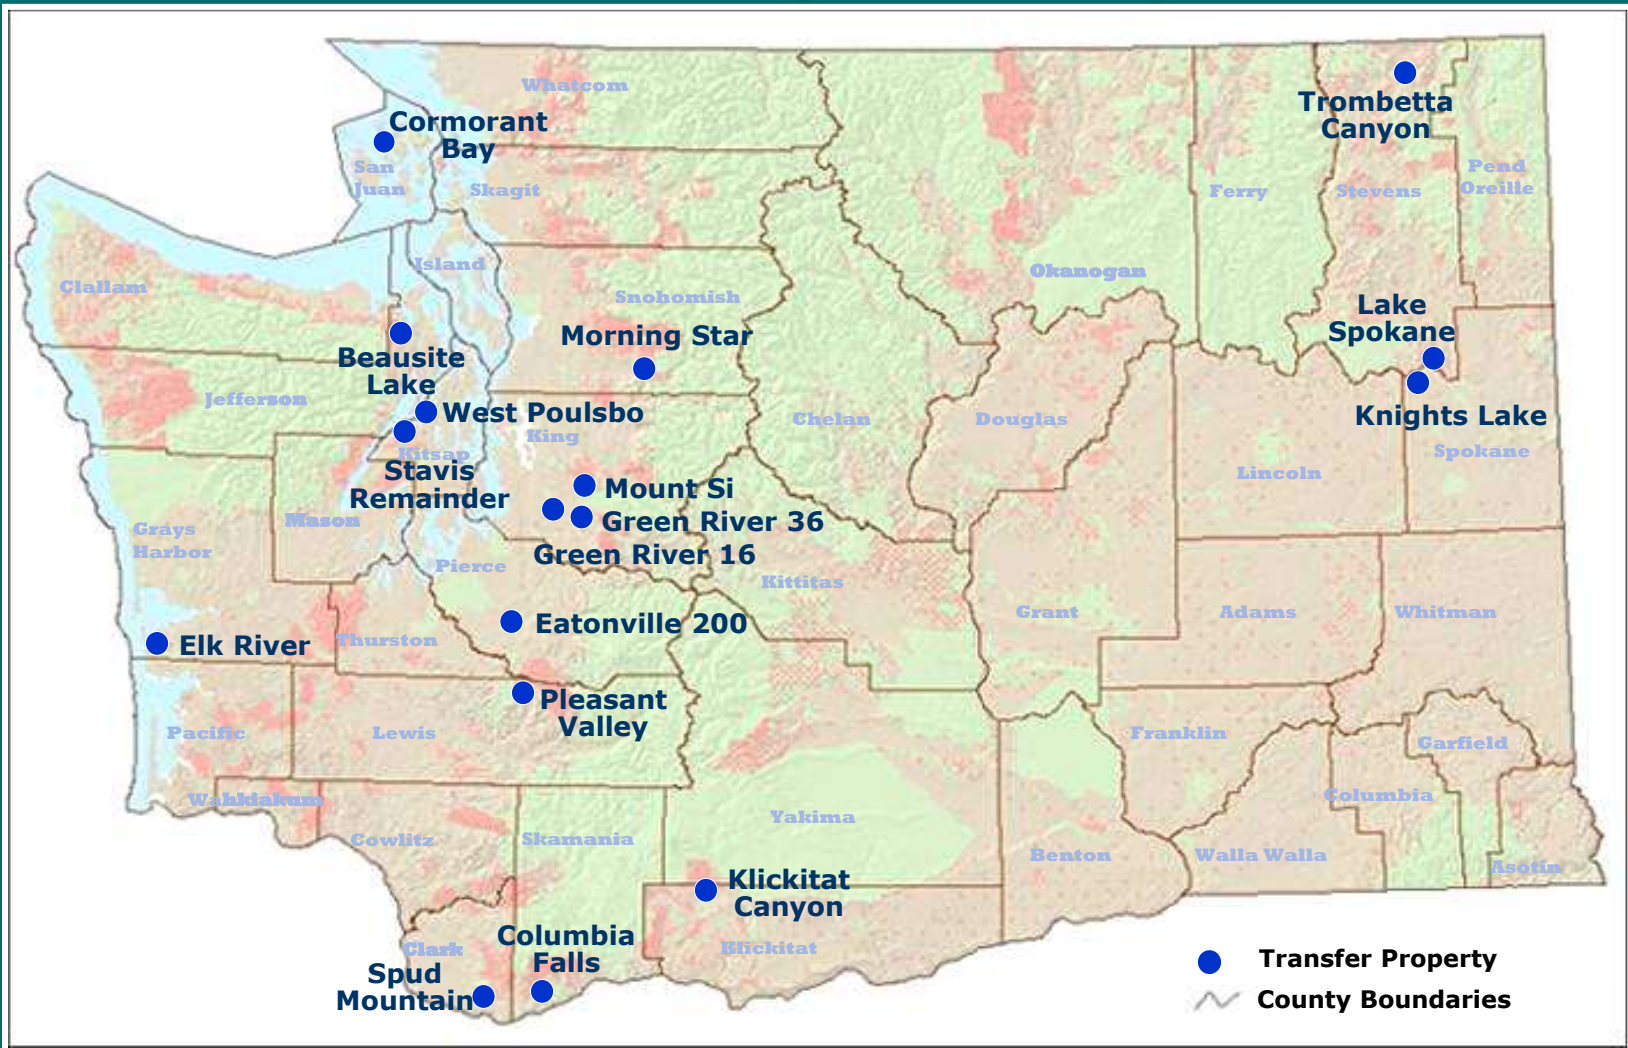 Whatcom
Trombetta
Canyon
Cormorant
Bay
San
Juan
Skagit
Ferry
Stevens
Pend
Oreille
Island
Okanogan
Clallam
Snohomish
Lake
Spokane
Morning Star
Beausite
Lake
Jefferson
West Poulsbo
King
Chelan
Douglas
Knights Lake
Kitsap
Spokane
Stavis
Remainder
Lincoln
Mount Si
Mason
Green River 36
Grays
Harbor
Green River 16
Pierce
Kittitas
Grant
Adams
Whitman
Eatonville 200
Elk River
Thurston
Pleasant
Valley
Pacific
Lewis
Franklin
Garfield
Wahkiakum
Columbia
Yakima
Cowlitz
Skamania
Benton
Walla Walla
Asotin
Klickitat
Canyon
Columbia
Falls
Clark
Klickitat
Spud
Mountain
Transfer Property
County Boundaries